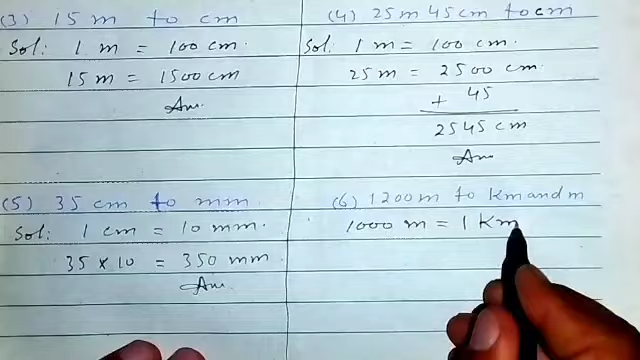 (3) 15 m to cm
Sol: 1 m = 100 cm.
15 m = 1500 cm
Ans.
(4) 25 m 45 cm to cm
Sol: 1 m = 100 cm.
25 m = 2500 cm.
+ 45
2545 cm
Ans
(5) 35 cm to mm.
Sol: 1 cm = 10 mm.
35 × 10 = 350 mm.
Ans.
(6) 1200 m to km and m
1000 m = 1 Km